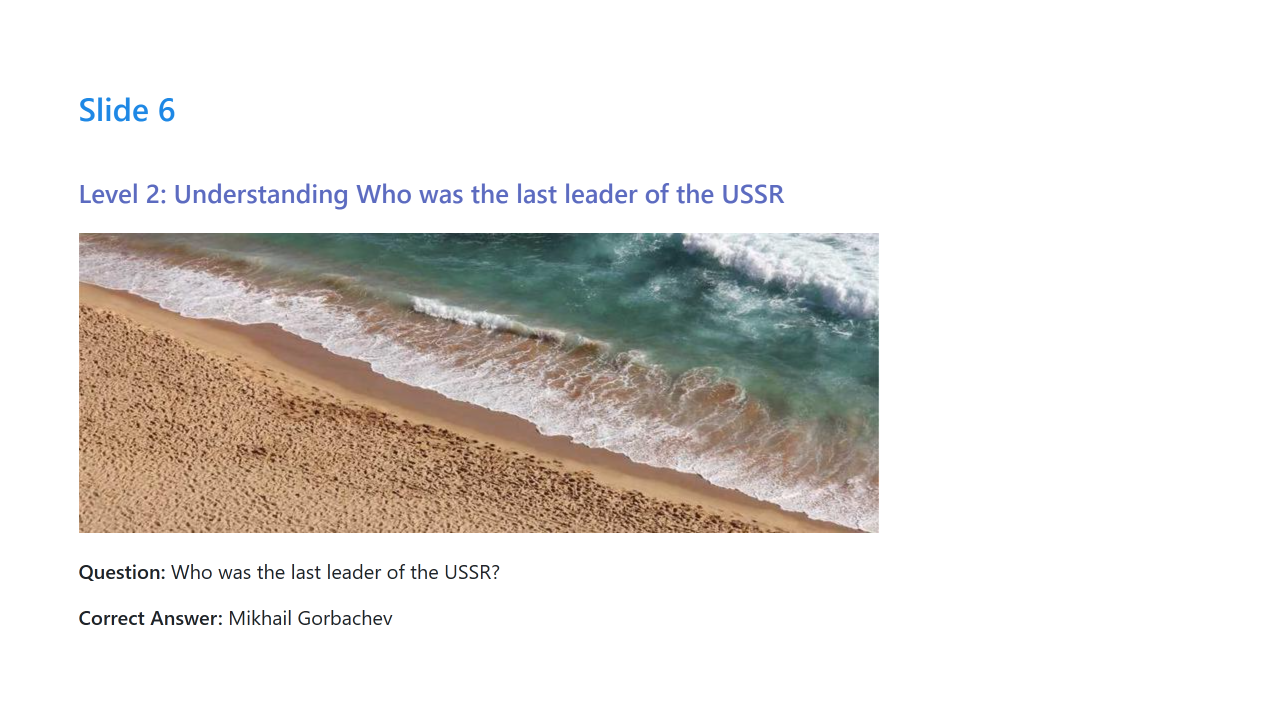 Slide 6
Level 2: Understanding Who was the last leader of the USSR
Question: Who was the last leader of the USSR?
Correct Answer: Mikhail Gorbachev